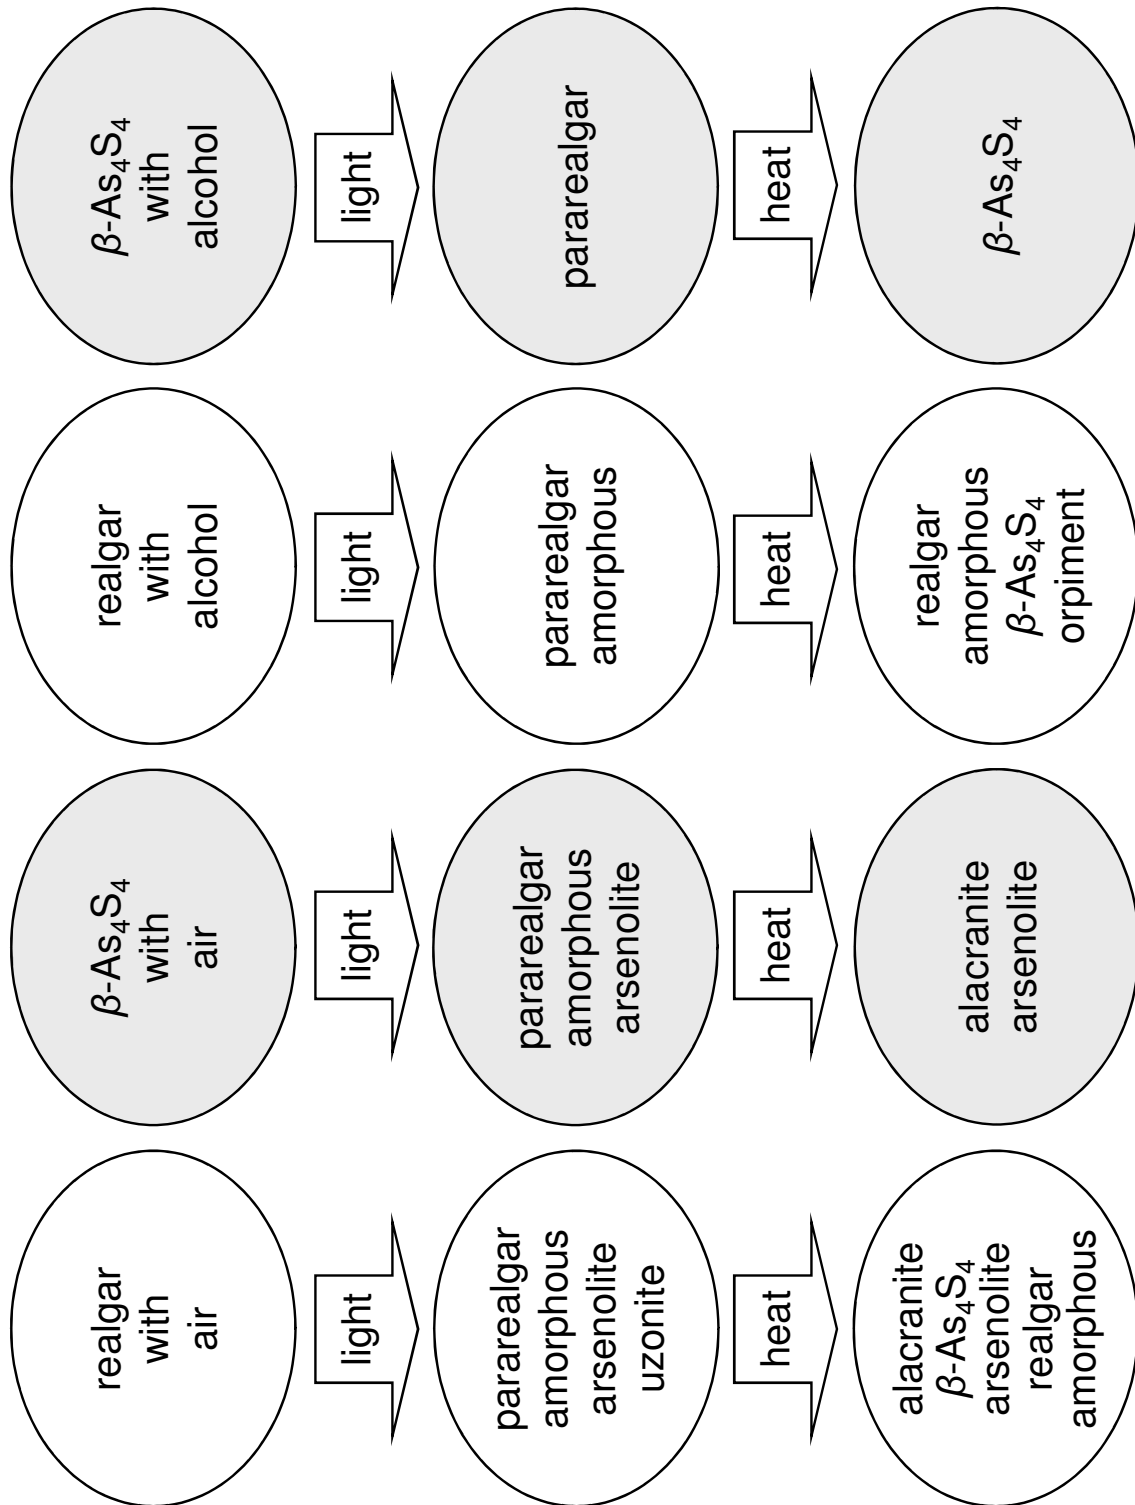 realgar
with
air
light
pararealgar
amorphous
arsenolite
uzonite
heat
alacranite
β-As₄S₄
arsenolite
realgar
amorphous
β-As₄S₄
with
air
light
pararealgar
amorphous
arsenolite
heat
alacranite
arsenolite
realgar
with
alcohol
light
pararealgar
amorphous
heat
realgar
amorphous
β-As₄S₄
orpiment
β-As₄S₄
with
alcohol
light
pararealgar
heat
β-As₄S₄